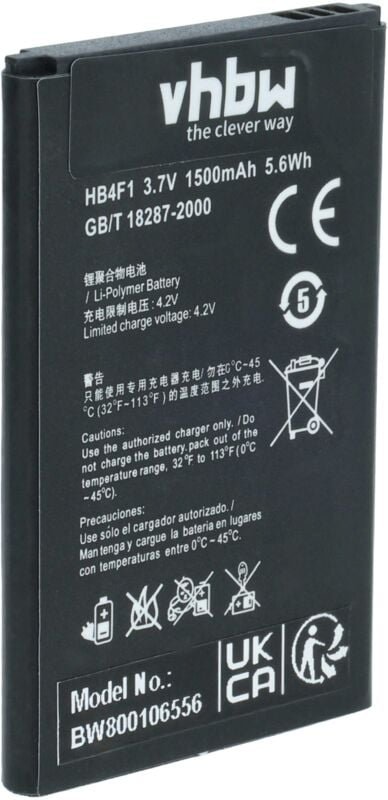 vhbw
the clever way
HB4F1 3.7V 1500mAh 5.6Wh
GB/T 18287-2000
CE
锂聚合物电池
/ Li-Polymer Battery
充电限制电压：4.2V
Limited charge voltage: 4.2V
5
警告
只能使用专用充电器充电/勿在0°C~45
°C (32°F~113°F) 的温度范围之外充电.
Cautions:
Use the authorized charger only. / Do
not charge the battery.pack out of the
temperature range, 32°F to 113°F (0°C
~45°C).
Precauciones:
Use sólo el cargador autorizado. /
Mantenga y cargue la bateria en lugares
con temperaturas entre 0°C ~ 45°C.
Model No.:
BW800106556
UK
CA